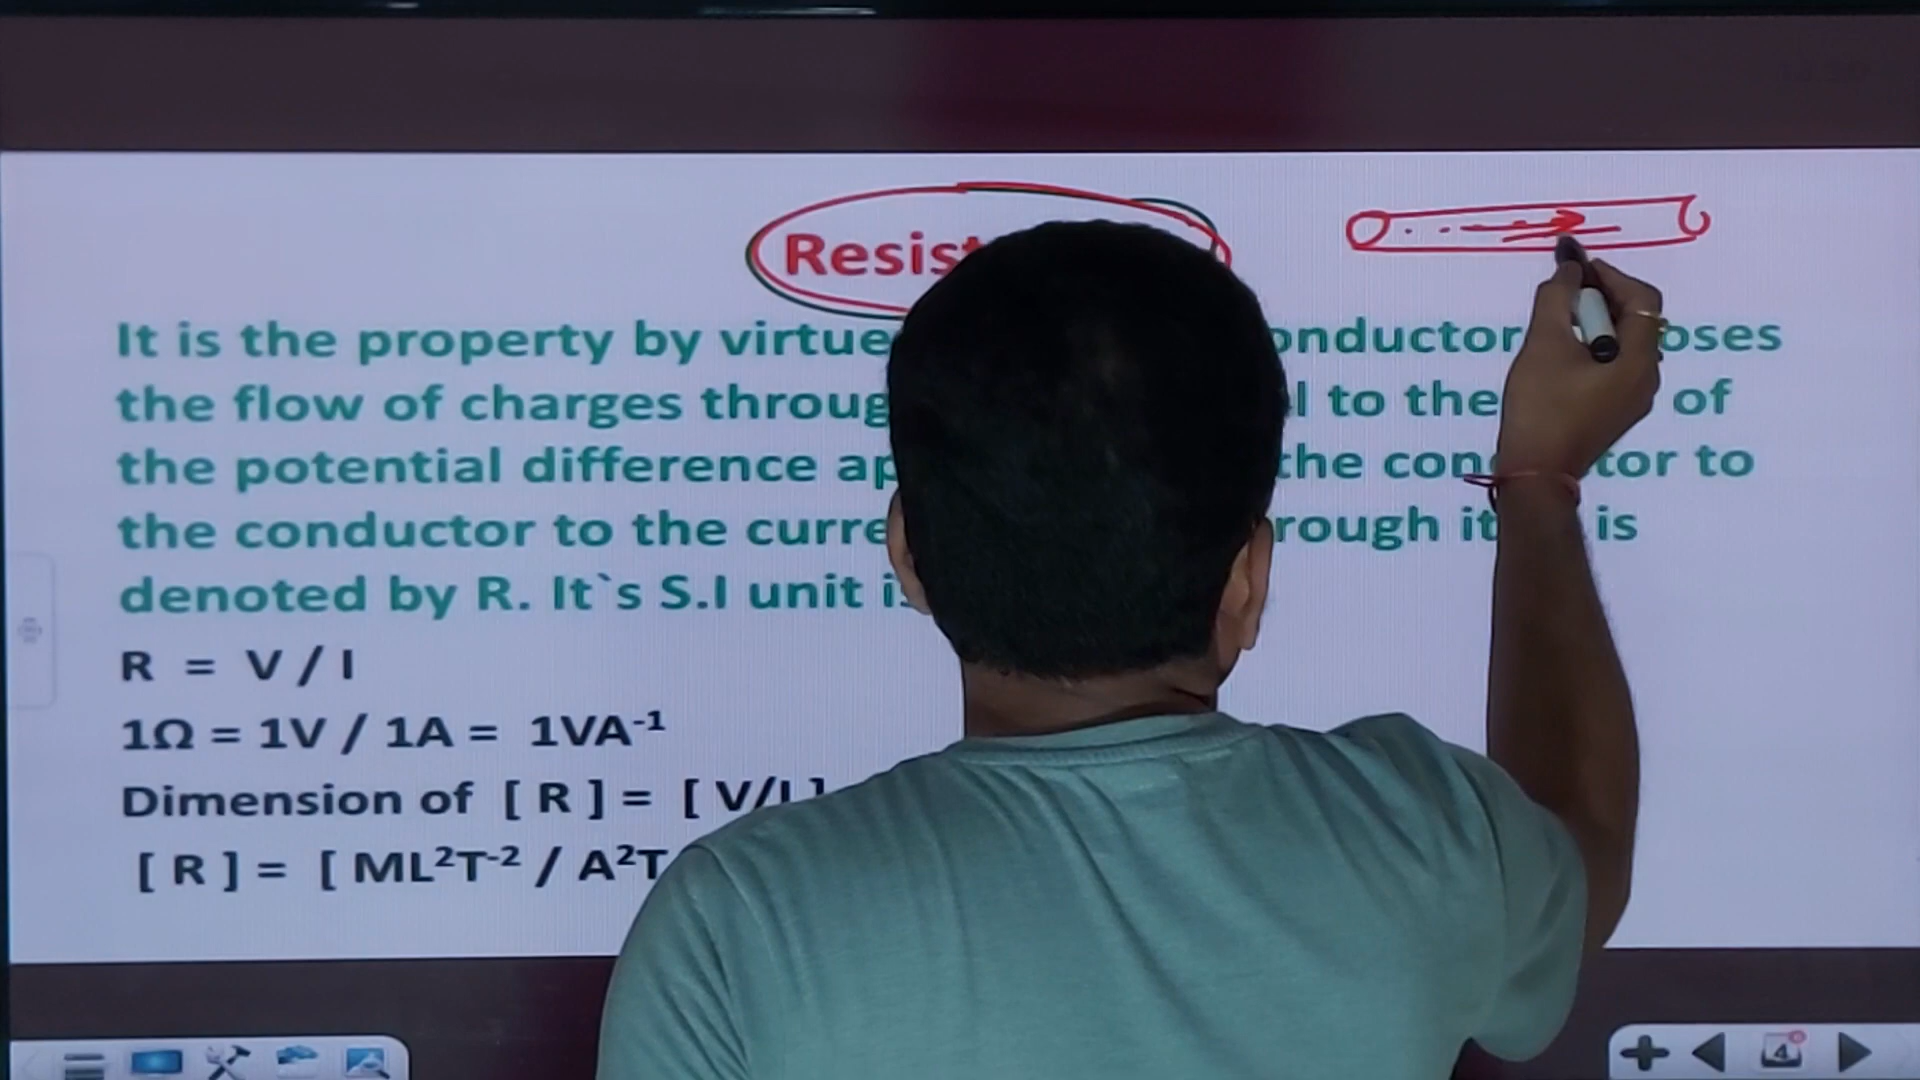 Resist
It is the property by virtue onductor oses
the flow of charges throug l to the of
the potential difference ap the con tor to
the conductor to the curre rough it is
denoted by R. It`s S.I unit i
R = V / I
1Ω = 1V / 1A = 1VA⁻¹
Dimension of [ R ] = [ V/I ]
[ R ] = [ ML²T⁻² / A²T
4